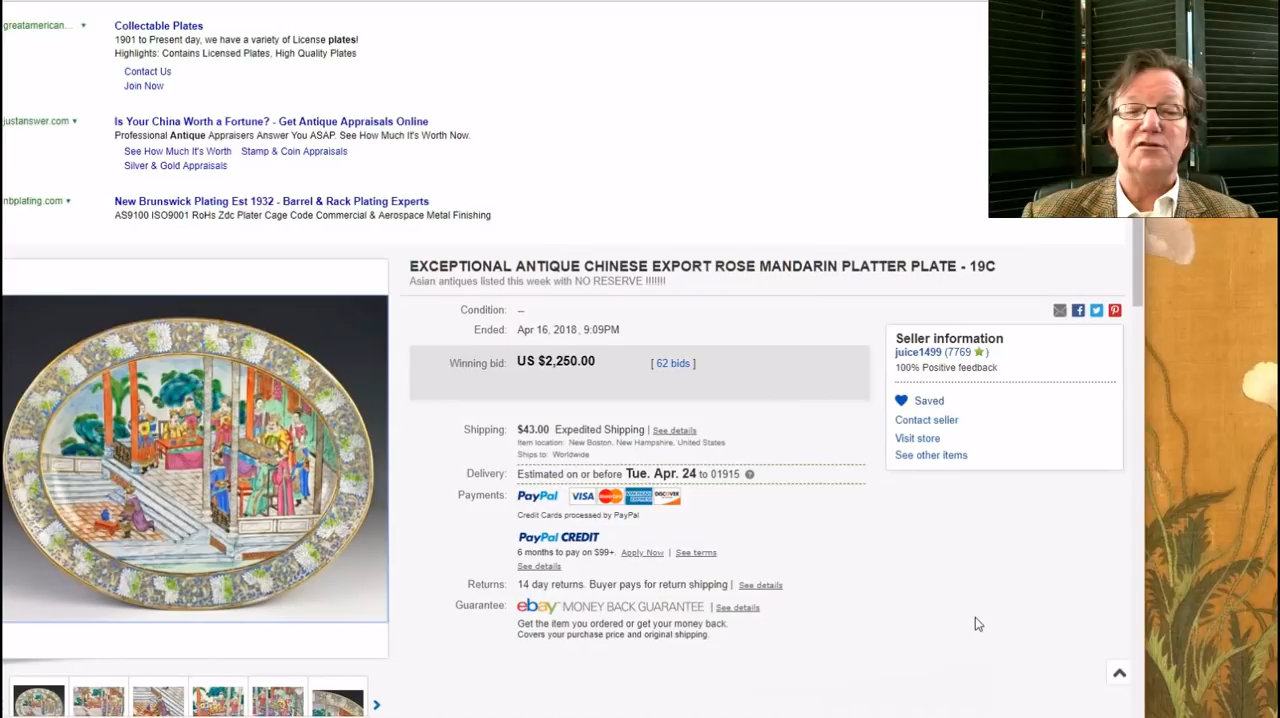 greatamerican...
Collectable Plates
1901 to Present day, we have a variety of License plates!
Highlights: Contains Licensed Plates, High Quality Plates
Contact Us
Join Now
justanswer.com
Is Your China Worth a Fortune? - Get Antique Appraisals Online
Professional Antique Appraisers Answer You ASAP. See How Much It's Worth Now.
See How Much It's Worth Stamp & Coin Appraisals
Silver & Gold Appraisals
nbplating.com
New Brunswick Plating Est 1932 - Barrel & Rack Plating Experts
AS9100 ISO9001 RoHs Zdc Plater Cage Code Commercial & Aerospace Metal Finishing
EXCEPTIONAL ANTIQUE CHINESE EXPORT ROSE MANDARIN PLATTER PLATE - 19C
Asian antiques listed this week with NO RESERVE !!!!!!!
Condition: --
Ended: Apr 16, 2018 , 9:09PM
Winning bid: US $2,250.00 [ 62 bids ]
Shipping: $43.00 Expedited Shipping | See details
Item location: New Boston, New Hampshire, United States
Ships to: Worldwide
Delivery: Estimated on or before Tue. Apr. 24 to 01915
Payments: PayPal VISA MasterCard AMERICAN EXPRESS DISCOVER
Credit Cards processed by PayPal
PayPal CREDIT
6 months to pay on $99+. Apply Now | See terms
See details
Returns: 14 day returns. Buyer pays for return shipping | See details
Guarantee: ebay MONEY BACK GUARANTEE | See details
Get the item you ordered or get your money back.
Covers your purchase price and original shipping.
Seller information
juice1499 (7769 )
100% Positive feedback
Saved
Contact seller
Visit store
See other items